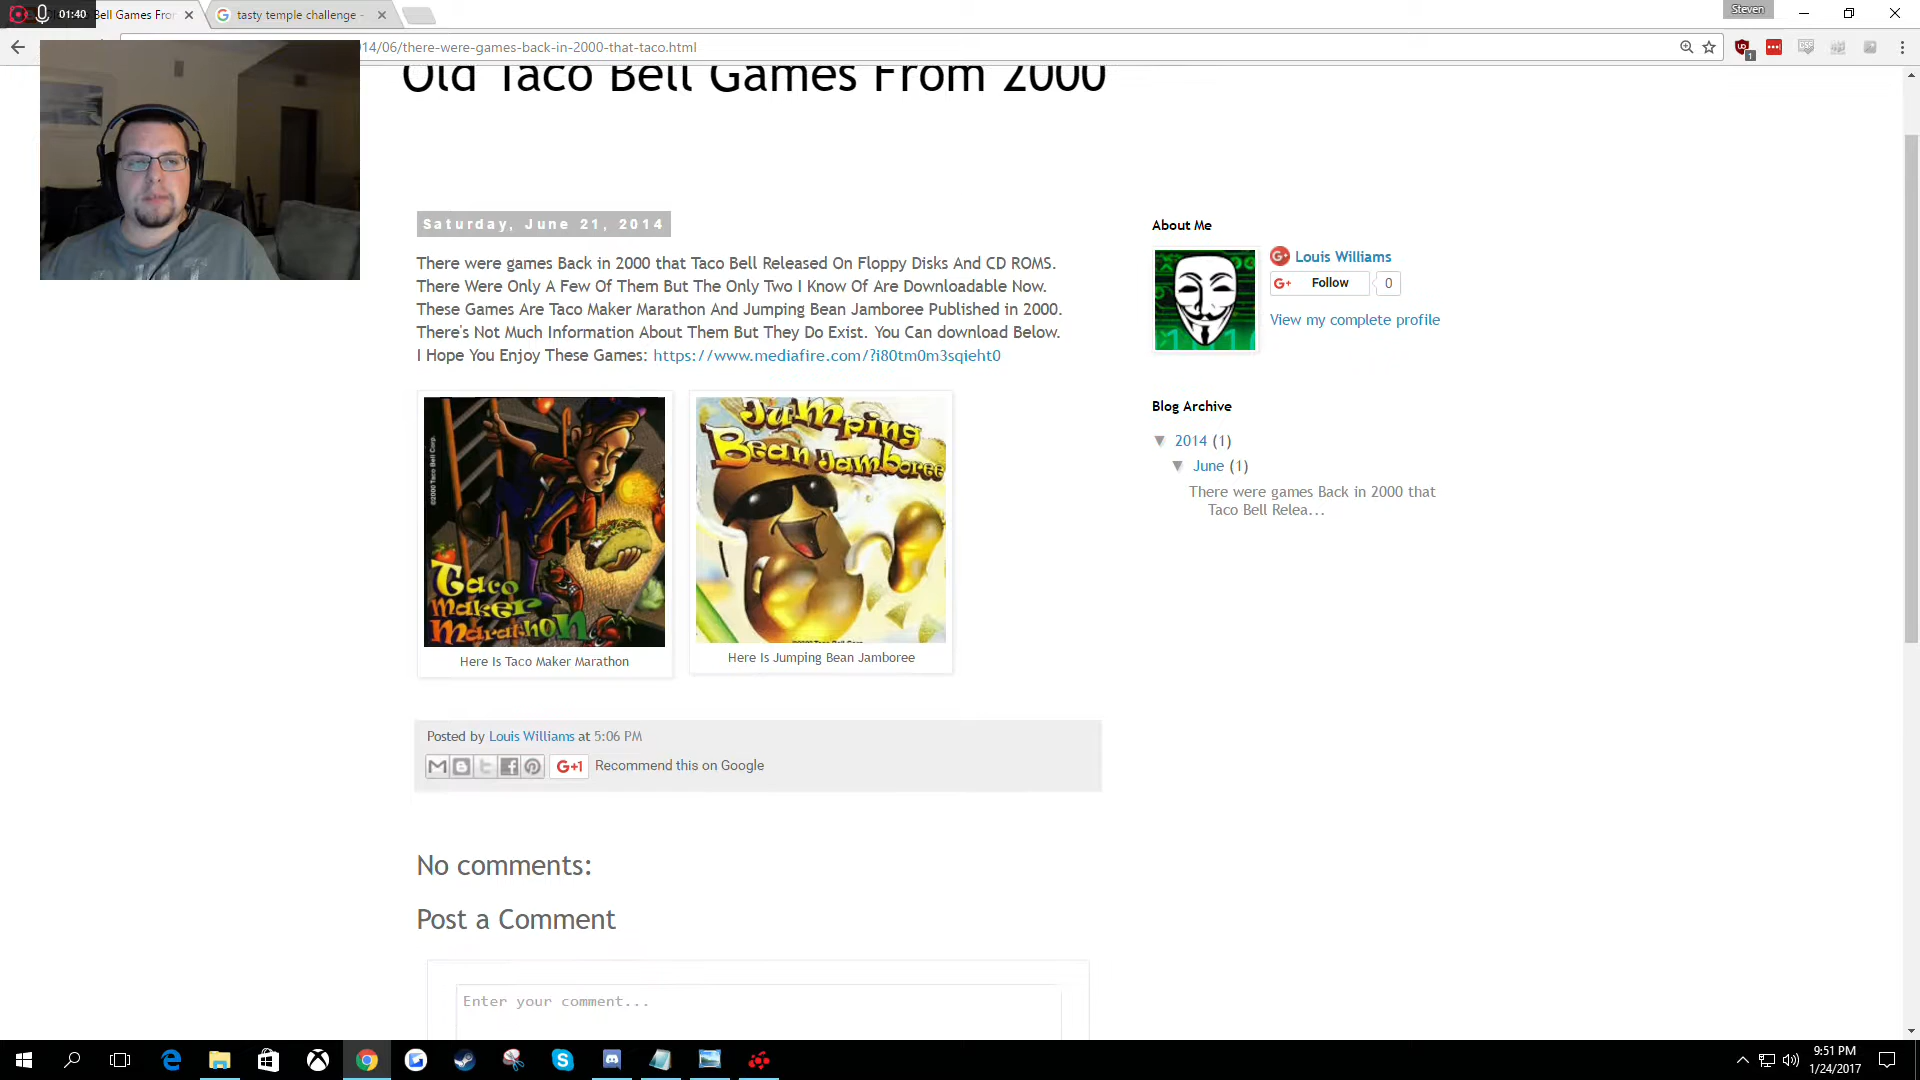 01:40
Bell Games Fro
tasty temple challenge -
Steven
14/06/there-were-games-back-in-2000-that-taco.html
Old Taco Bell Games From 2000
Saturday, June 21, 2014
There were games Back in 2000 that Taco Bell Released On Floppy Disks And CD ROMS.
There Were Only A Few Of Them But The Only Two I Know Of Are Downloadable Now.
These Games Are Taco Maker Marathon And Jumping Bean Jamboree Published in 2000.
There's Not Much Information About Them But They Do Exist. You Can download Below.
I Hope You Enjoy These Games: https://www.mediafire.com/?i80tm0m3sqieht0
©2000 Taco Bell Corp.
Taco
Maker
Marathon
Here Is Taco Maker Marathon
Jumping
Bean Jamboree
Here Is Jumping Bean Jamboree
Posted by Louis Williams at 5:06 PM
G+1 Recommend this on Google
No comments:
Post a Comment
Enter your comment...
About Me
Louis Williams
G+ Follow 0
View my complete profile
Blog Archive
▼ 2014 (1)
▼ June (1)
There were games Back in 2000 that
Taco Bell Relea...
9:51 PM
1/24/2017